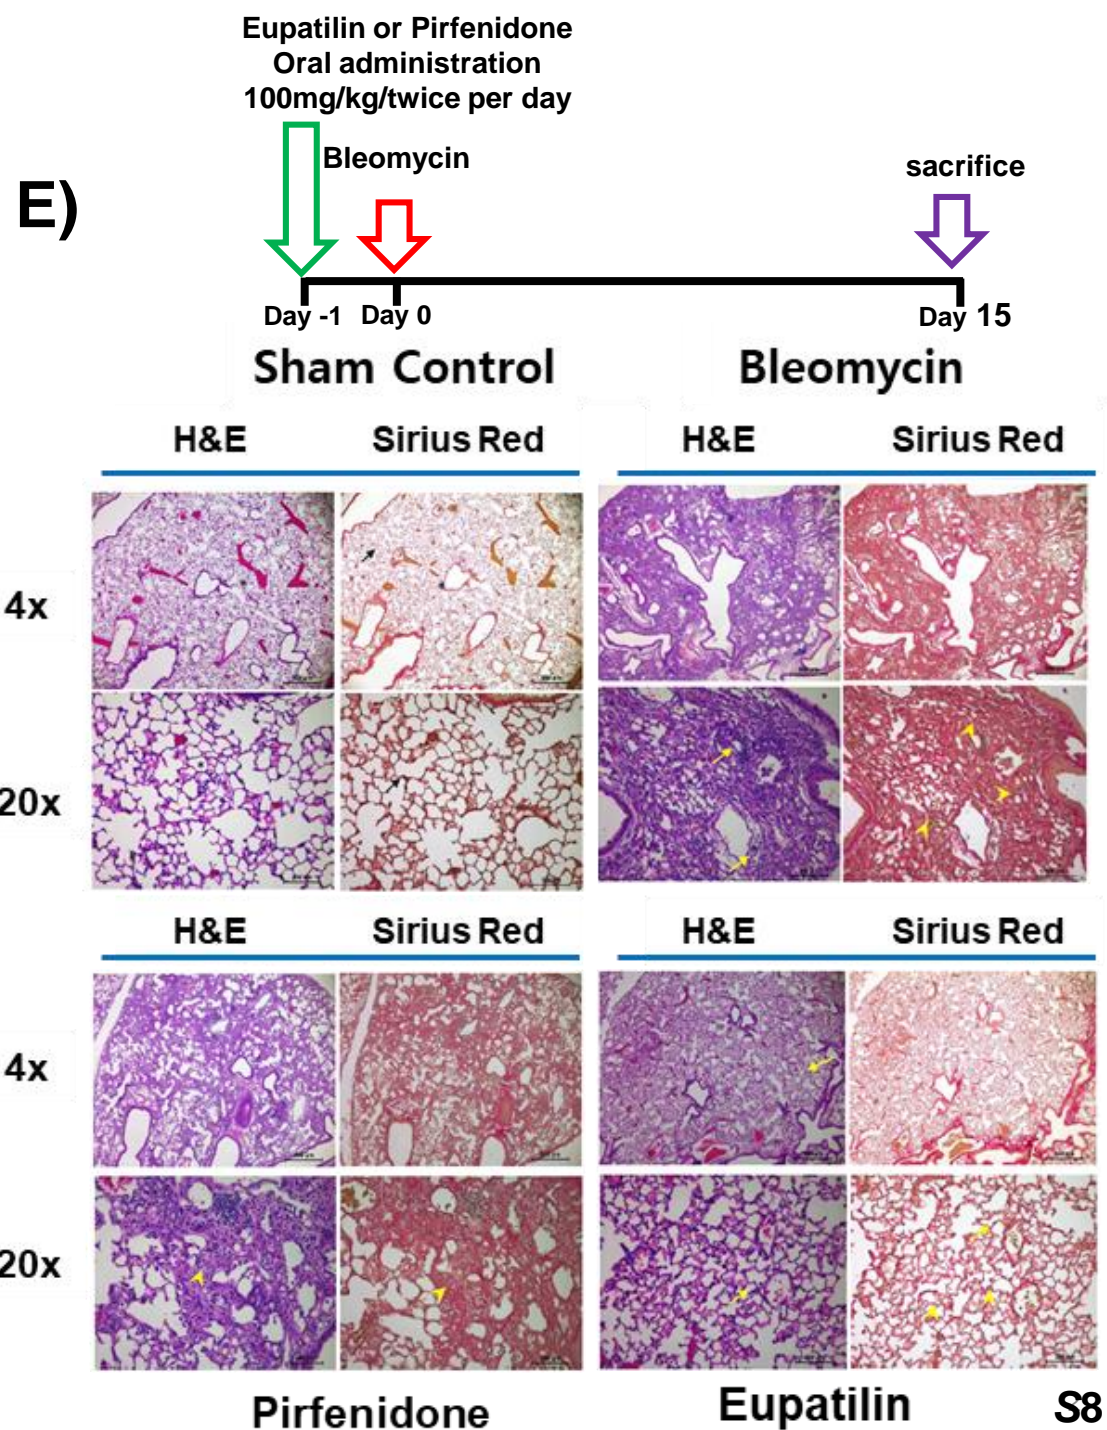 Eupatilin or Pirfenidone
Oral administration
100mg/kg/twice per day
Bleomycin
sacrifice
E)
Day -1 Day 0 Day 15
Sham Control Bleomycin
H&E Sirius Red H&E Sirius Red
4x
20x
H&E Sirius Red H&E Sirius Red
4x
20x
Pirfenidone Eupatilin S8